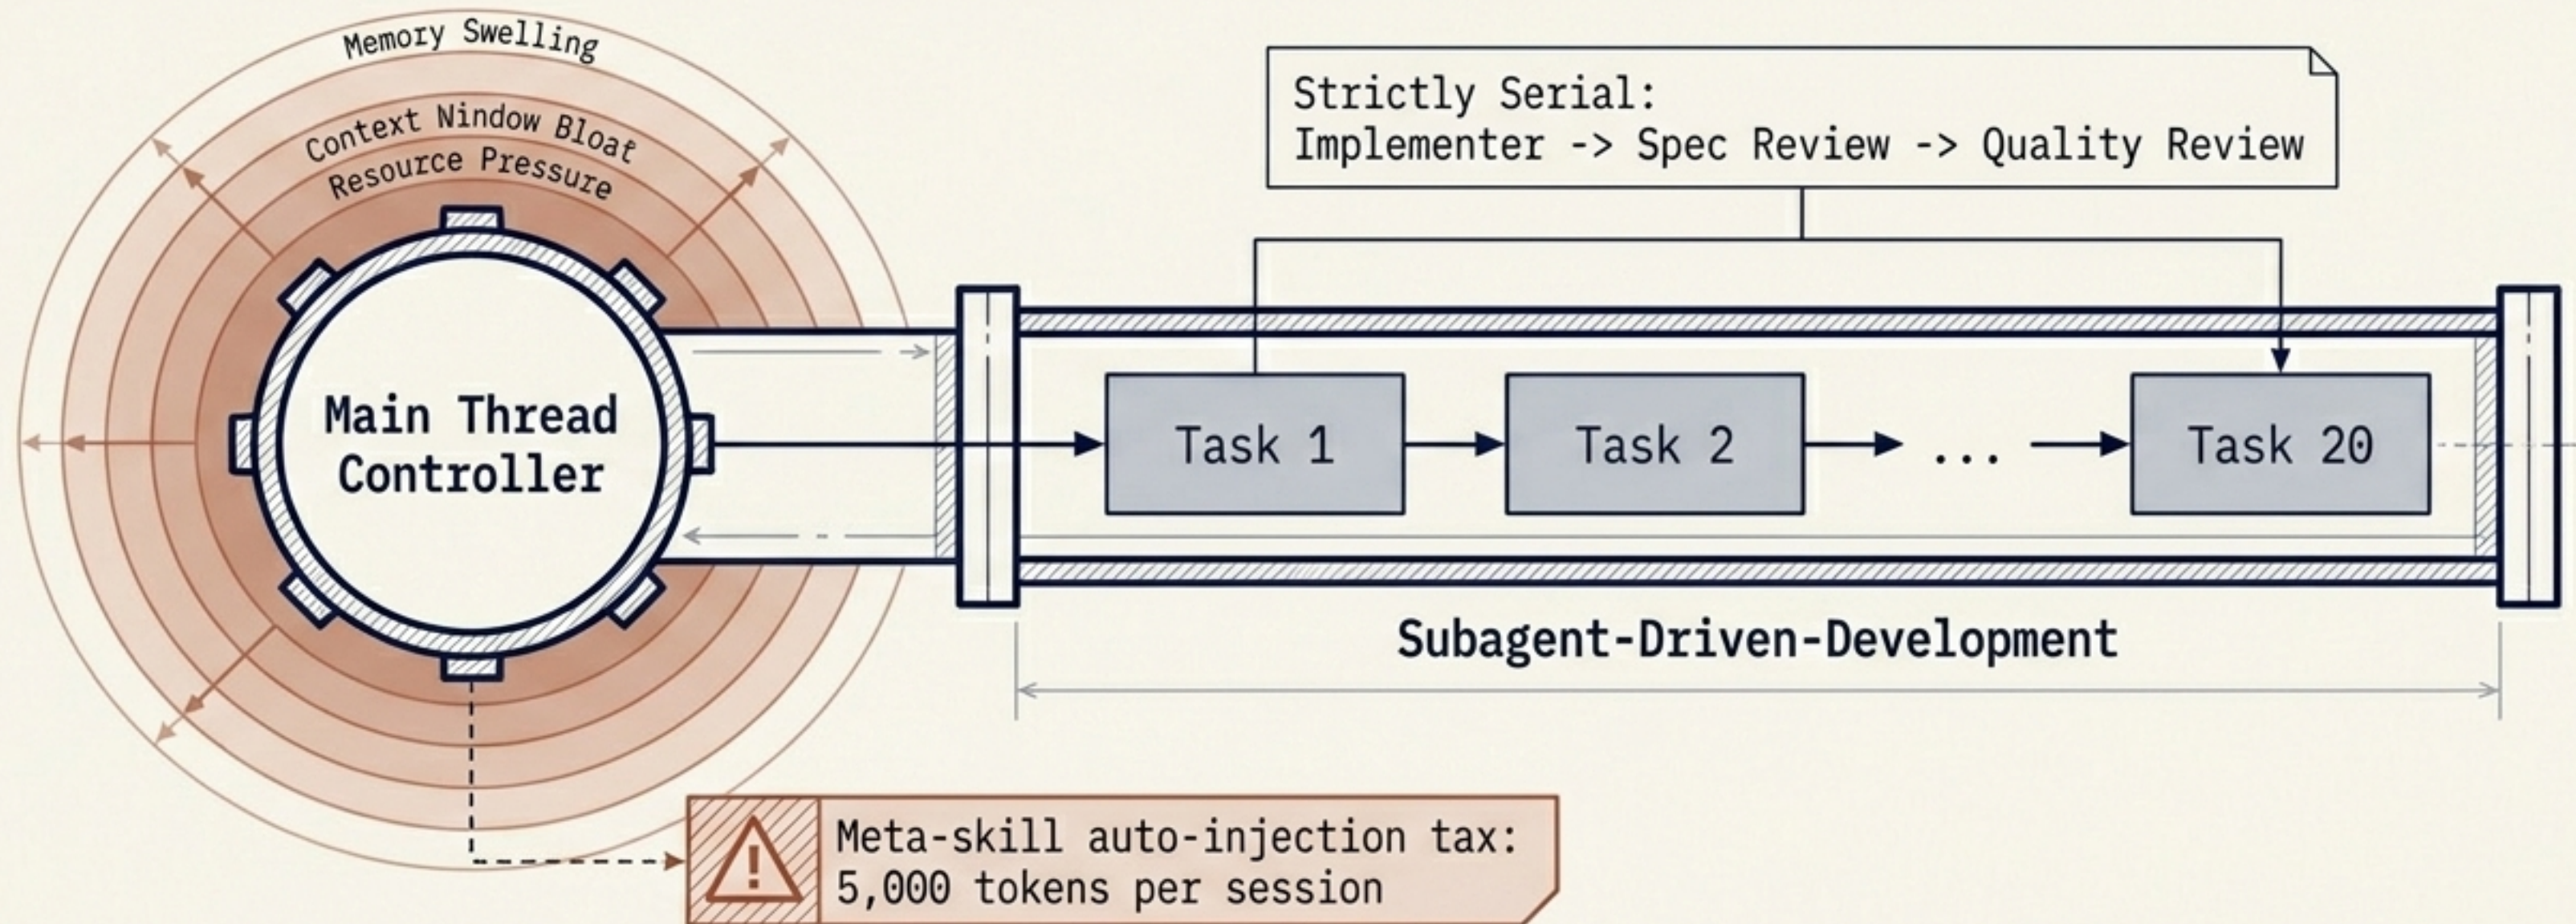 Memory Swelling
Context Nindow Bloat
Resource Pressure
Main Thread
Controller
Strictly Serial:
Implementer -> Spec Review -> Quality Review
Task 1
Task 2
...
Task 20
Subagent-Driven-Development
Meta-skill auto-injection tax:
5,000 tokens per session